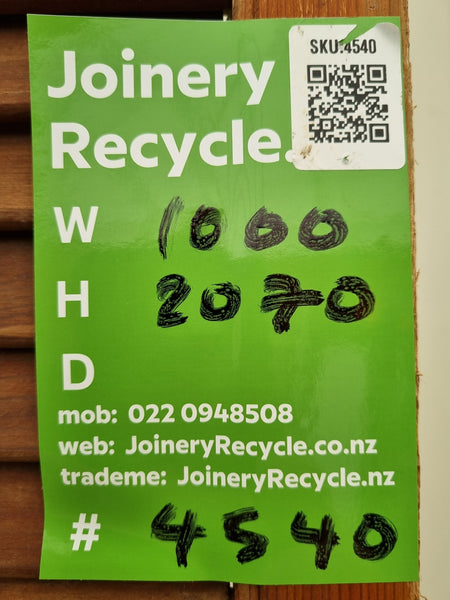 SKU:4540
Joinery
Recycle.
W 1000
H 2070
D
mob: 022 0948508
web: JoineryRecycle.co.nz
trademe: JoineryRecycle.nz
# 4540